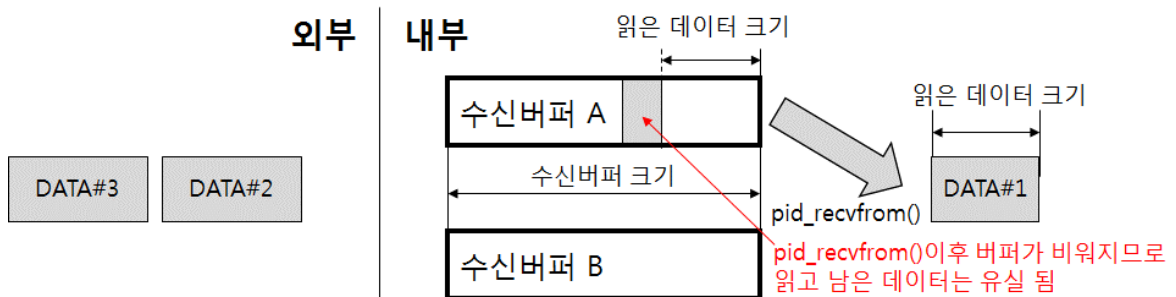 외부
내부
읽은 데이터 크기
수신버퍼 A
읽은 데이터 크기
수신버퍼 크기
DATA#3
DATA#2
DATA#1
pid_recvfrom()
수신버퍼 B
pid_recvfrom()이후 버퍼가 비워지므로
읽고 남은 데이터는 유실 됨